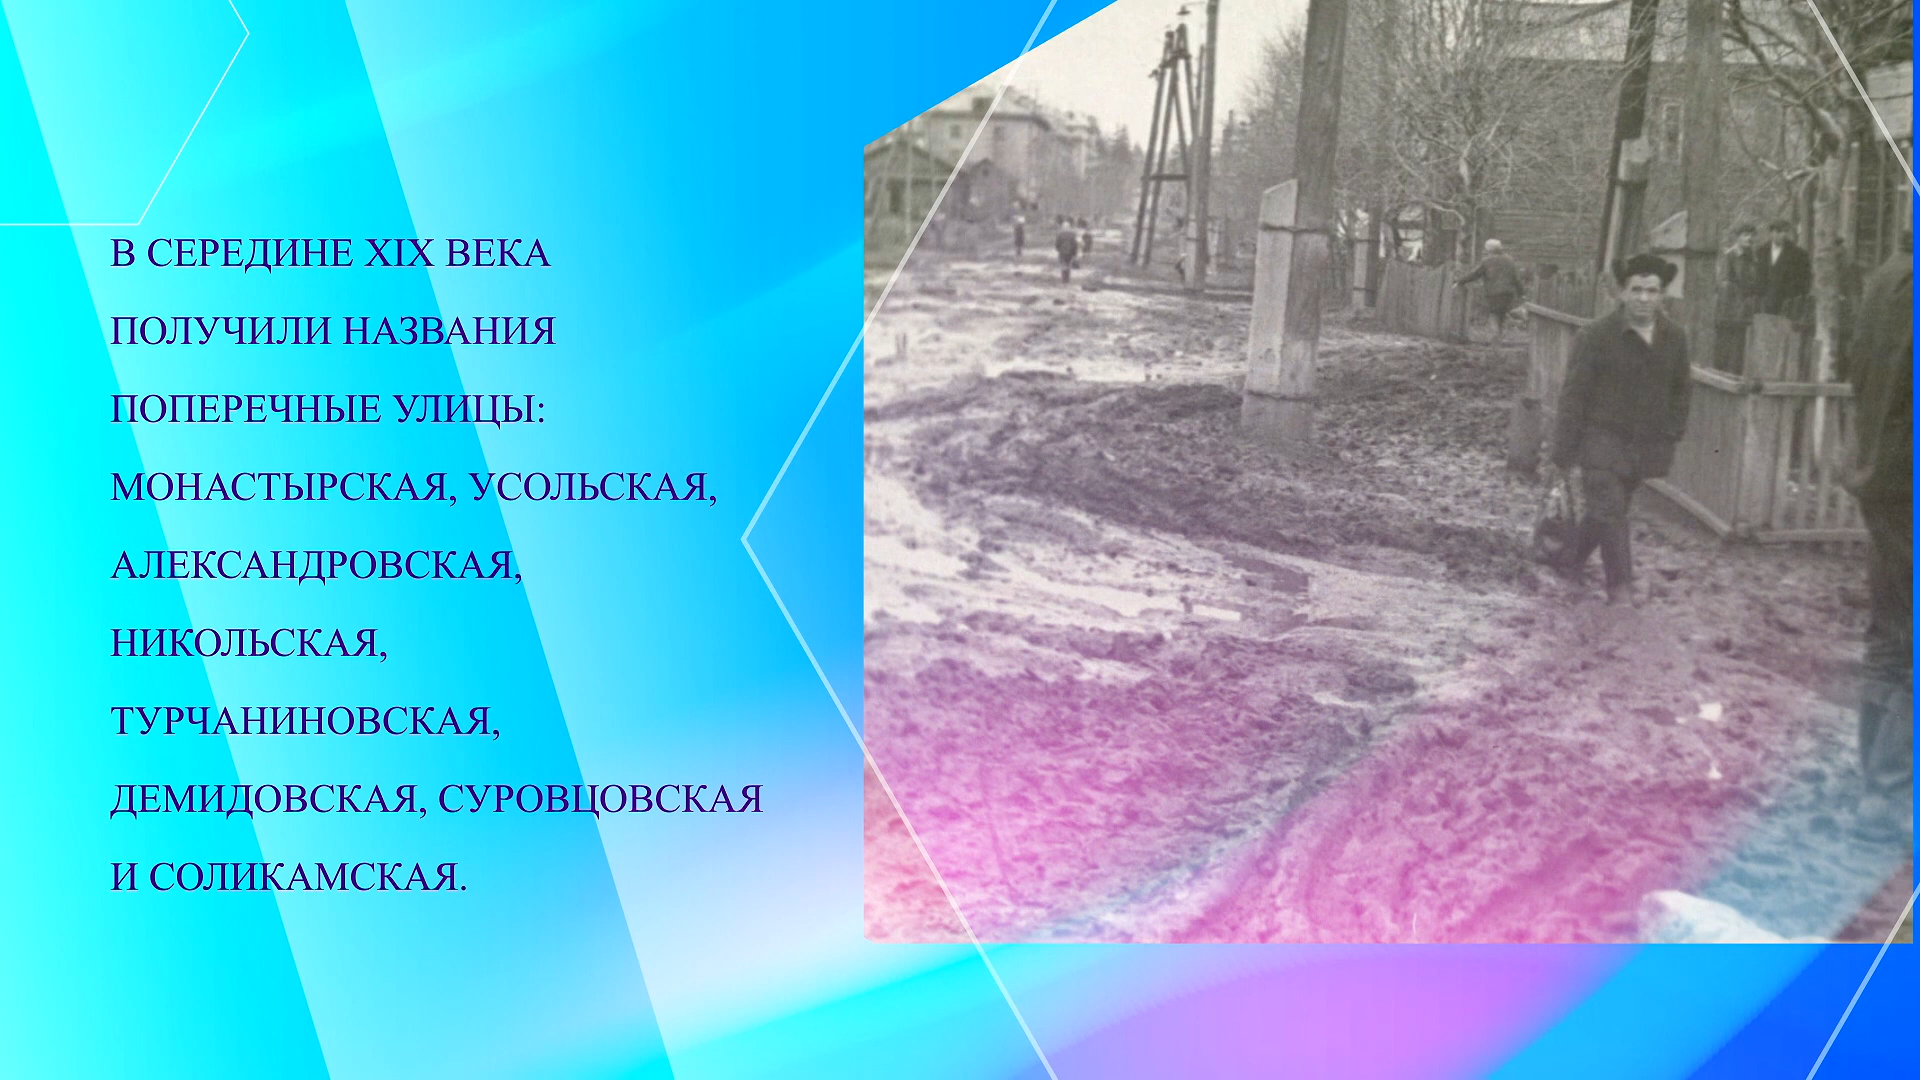 В СЕРЕДИНЕ XIX ВЕКА
ПОЛУЧИЛИ НАЗВАНИЯ
ПОПЕРЕЧНЫЕ УЛИЦЫ:
МОНАСТЫРСКАЯ, УСОЛЬСКАЯ,
АЛЕКСАНДРОВСКАЯ,
НИКОЛЬСКАЯ,
ТУРЧАНИНОВСКАЯ,
ДЕМИДОВСКАЯ, СУРОВЦОВСКАЯ
И СОЛИКАМСКАЯ.